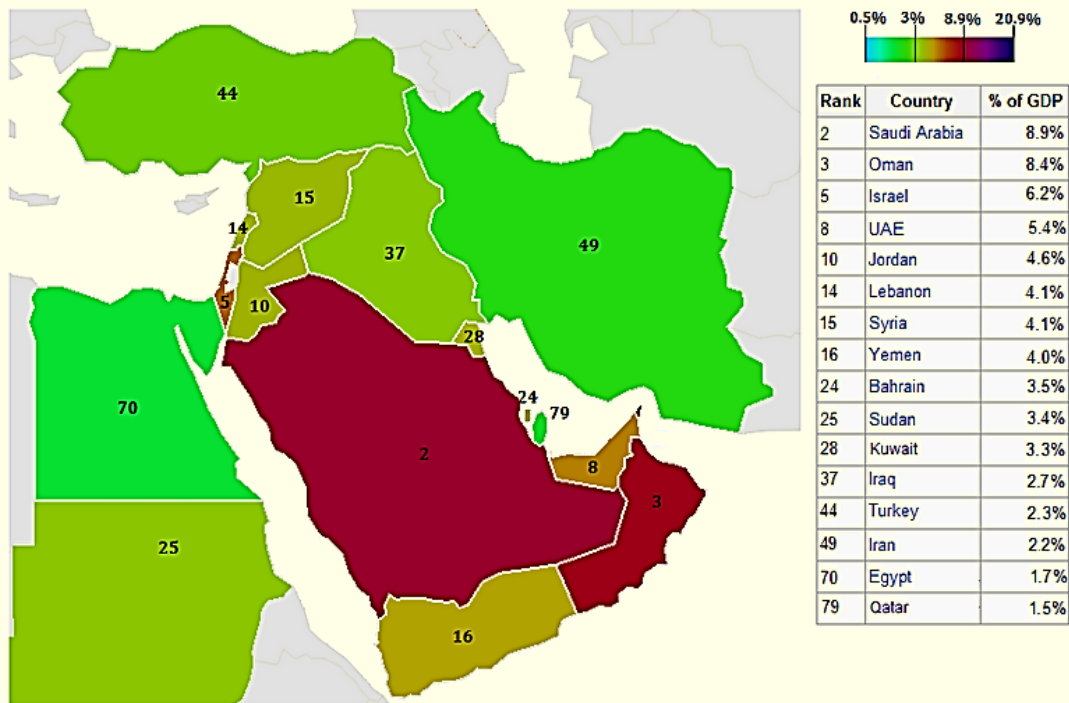 0.5% 3% 8.9% 20.9%
Rank Country % of GDP
2 Saudi Arabia 8.9%
3 Oman 8.4%
5 Israel 6.2%
8 UAE 5.4%
10 Jordan 4.6%
14 Lebanon 4.1%
15 Syria 4.1%
16 Yemen 4.0%
24 Bahrain 3.5%
25 Sudan 3.4%
28 Kuwait 3.3%
37 Iraq 2.7%
44 Turkey 2.3%
49 Iran 2.2%
70 Egypt 1.7%
79 Qatar 1.5%
44
15
14
37
49
5
10
28
70
24
79
2
8
3
25
16